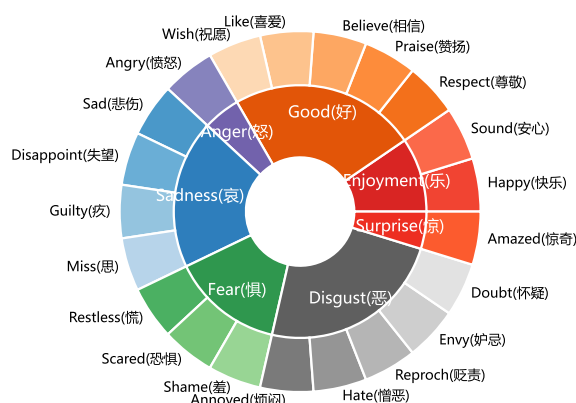 Like(喜爱)
Wish(祝愿)
Believe(相信)
Praise(赞扬)
Angry(愤怒)
Respect(尊敬)
Sad(悲伤)
Good(好)
Sound(安心)
Anger(怒)
Disappoint(失望)
Enjoyment(乐)
Happy(快乐)
Sadness(哀)
Guilty(疚)
Surprise(惊)
Amazed(惊奇)
Miss(思)
Fear(惧)
Disgust(恶)
Doubt(怀疑)
Restless(慌)
Envy(妒忌)
Scared(恐惧)
Reproch(贬责)
Shame(羞)
Annoyed(烦闷)
Hate(憎恶)